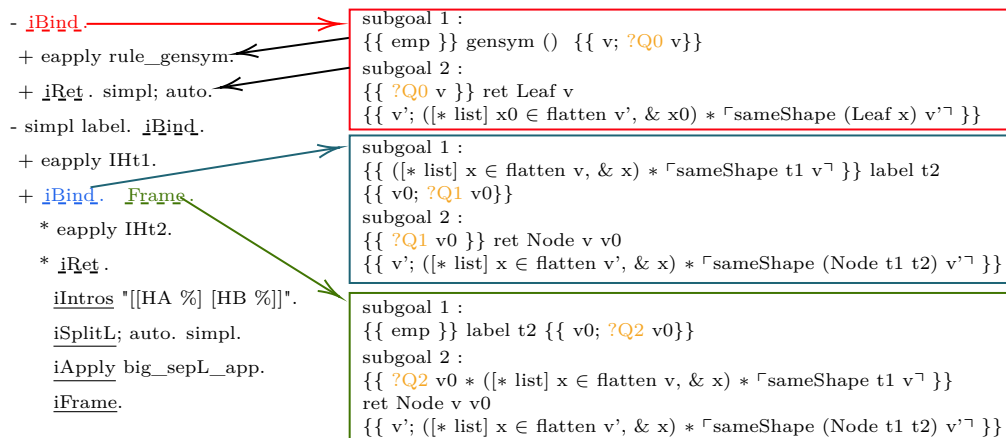 - iBind.
+ eapply rule_gensym.
+ iRet. simpl; auto.
- simpl label. iBind.
+ eapply IHt1.
+ iBind. Frame.
* eapply IHt2.
* iRet.
iIntros "[[HA %] [HB %]]".
iSplitL; auto. simpl.
iApply big_sepL_app.
iFrame.
subgoal 1 :
{{ emp }} gensym () {{ v; ?Q0 v}}
subgoal 2 :
{{ ?Q0 v }} ret Leaf v
{{ v'; ([∗ list] x0 ∈ flatten v', & x0) ∗ ⌜sameShape (Leaf x) v'⌝ }}
subgoal 1 :
{{ ([∗ list] x ∈ flatten v, & x) ∗ ⌜sameShape t1 v⌝ }} label t2
{{ v0; ?Q1 v0}}
subgoal 2 :
{{ ?Q1 v0 }} ret Node v v0
{{ v'; ([∗ list] x ∈ flatten v', & x) ∗ ⌜sameShape (Node t1 t2) v'⌝ }}
subgoal 1 :
{{ emp }} label t2 {{ v0; ?Q2 v0}}
subgoal 2 :
{{ ?Q2 v0 ∗ ([∗ list] x ∈ flatten v, & x) ∗ ⌜sameShape t1 v⌝ }}
ret Node v v0
{{ v'; ([∗ list] x ∈ flatten v', & x) ∗ ⌜sameShape (Node t1 t2) v'⌝ }}